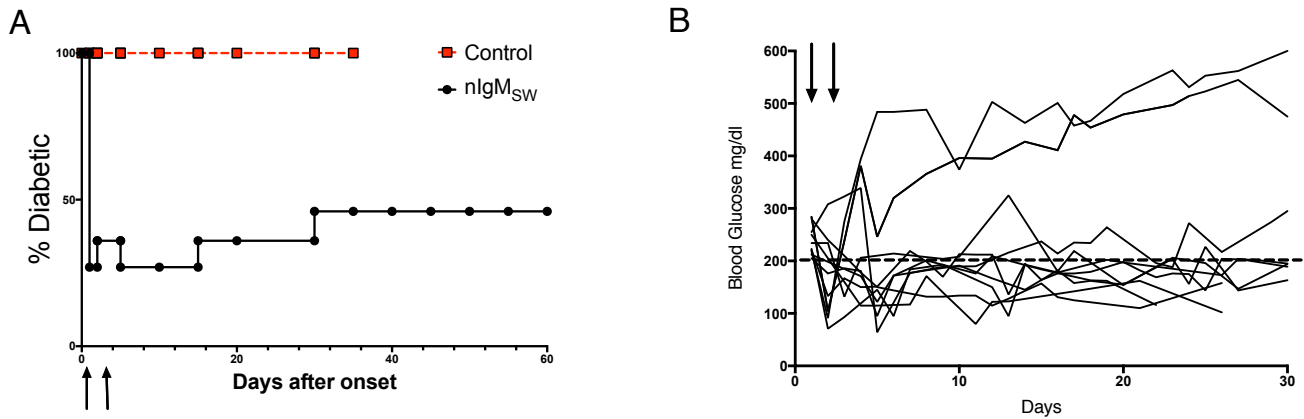 A
100
50
0
% Diabetic
Control
nIgMSW
0
20
40
60
Days after onset
B
600
500
400
300
200
100
0
Blood Glucose mg/dl
0
10
20
30
Days